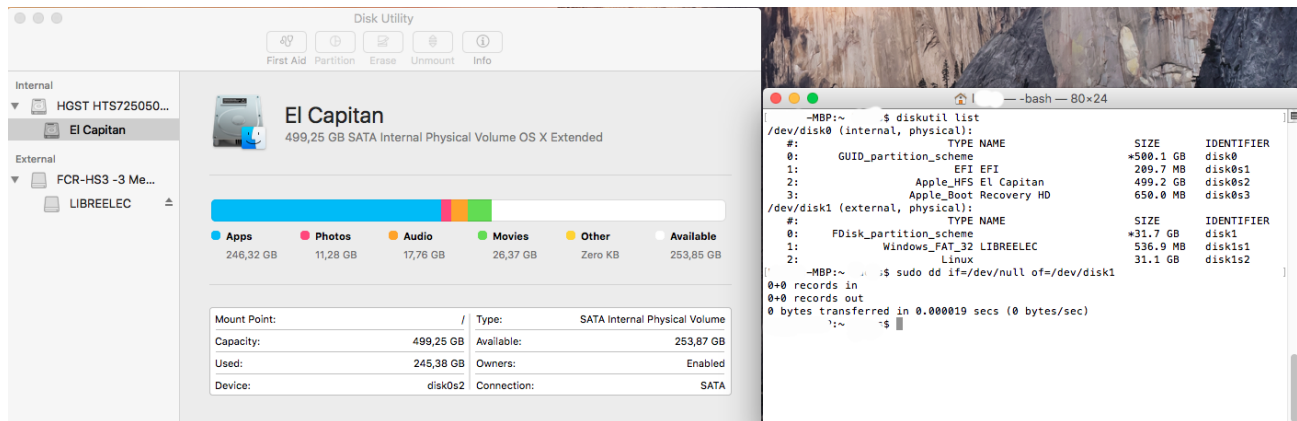 Disk Utility
First Aid Partition Erase Unmount Info
Internal
HGST HTS725050...
El Capitan
External
FCR-HS3 -3 Me...
LIBREELEC
El Capitan
499,25 GB SATA Internal Physical Volume OS X Extended
Apps Photos Audio Movies Other Available
246,32 GB 11,28 GB 17,76 GB 26,37 GB Zero KB 253,85 GB
Mount Point: / Type: SATA Internal Physical Volume
Capacity: 499,25 GB Available: 253,87 GB
Used: 245,38 GB Owners: Enabled
Device: disk0s2 Connection: SATA
— -bash — 80×24
-MBP:~ $ diskutil list
/dev/disk0 (internal, physical):
#: TYPE NAME SIZE IDENTIFIER
0: GUID_partition_scheme *500.1 GB disk0
1: EFI EFI 209.7 MB disk0s1
2: Apple_HFS El Capitan 499.2 GB disk0s2
3: Apple_Boot Recovery HD 650.0 MB disk0s3
/dev/disk1 (external, physical):
#: TYPE NAME SIZE IDENTIFIER
0: FDisk_partition_scheme *31.7 GB disk1
1: Windows_FAT_32 LIBREELEC 536.9 MB disk1s1
2: Linux 31.1 GB disk1s2
-MBP:~ $ sudo dd if=/dev/null of=/dev/disk1
0+0 records in
0+0 records out
0 bytes transferred in 0.000019 secs (0 bytes/sec)
:~ $